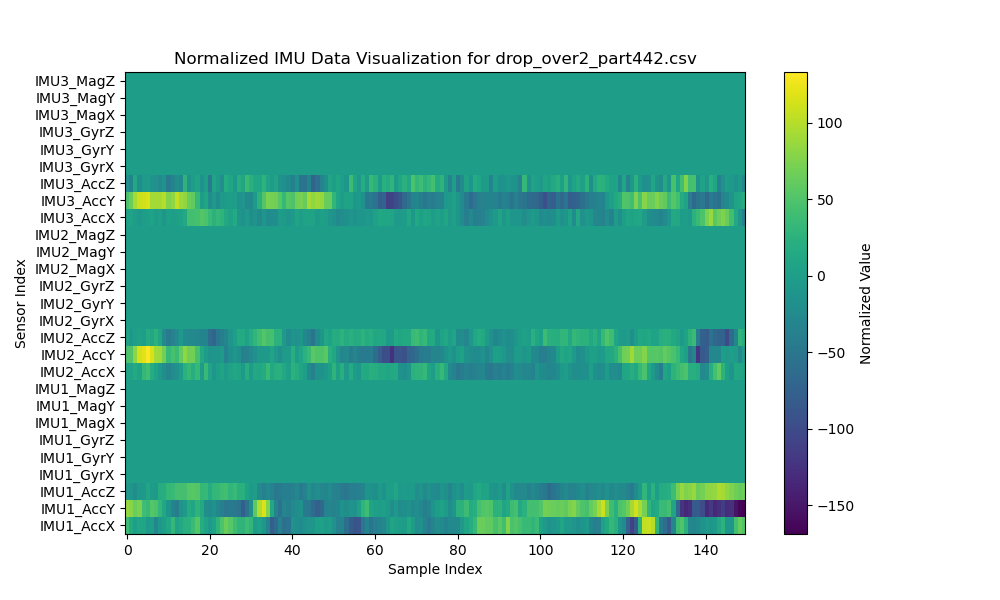 Normalized IMU Data Visualization for drop_over2_part442.csv
IMU3_MagZ
IMU3_MagY
IMU3_MagX
IMU3_GyrZ
IMU3_GyrY
IMU3_GyrX
IMU3_AccZ
IMU3_AccY
IMU3_AccX
IMU2_MagZ
IMU2_MagY
IMU2_MagX
IMU2_GyrZ
IMU2_GyrY
IMU2_GyrX
IMU2_AccZ
IMU2_AccY
IMU2_AccX
IMU1_MagZ
IMU1_MagY
IMU1_MagX
IMU1_GyrZ
IMU1_GyrY
IMU1_GyrX
IMU1_AccZ
IMU1_AccY
IMU1_AccX
Sensor Index
0 20 40 60 80 100 120 140
Sample Index
100
50
0
−50
−100
−150
Normalized Value